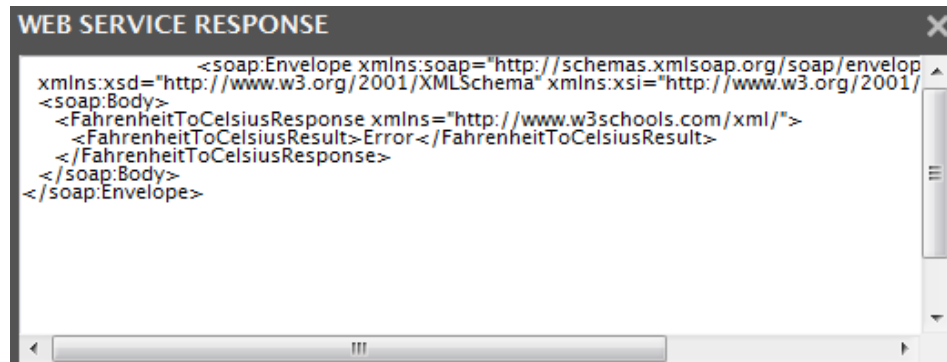 WEB SERVICE RESPONSE
<soap:Envelope xmlns:soap="http://schemas.xmlsoap.org/soap/envelop
xmlns:xsd="http://www.w3.org/2001/XMLSchema" xmlns:xsi="http://www.w3.org/2001/
<soap:Body>
<FahrenheitToCelsiusResponse xmlns="http://www.w3schools.com/xml/">
<FahrenheitToCelsiusResult>Error</FahrenheitToCelsiusResult>
</FahrenheitToCelsiusResponse>
</soap:Body>
</soap:Envelope>